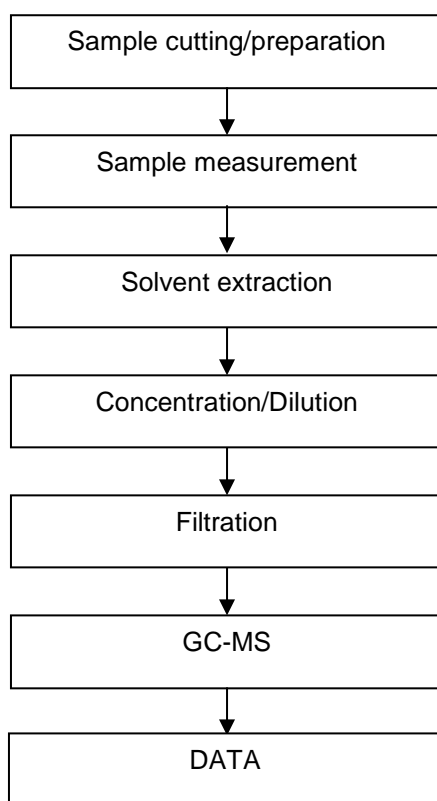 Sample cutting/preparation
Sample measurement
Solvent extraction
Concentration/Dilution
Filtration
GC-MS
DATA